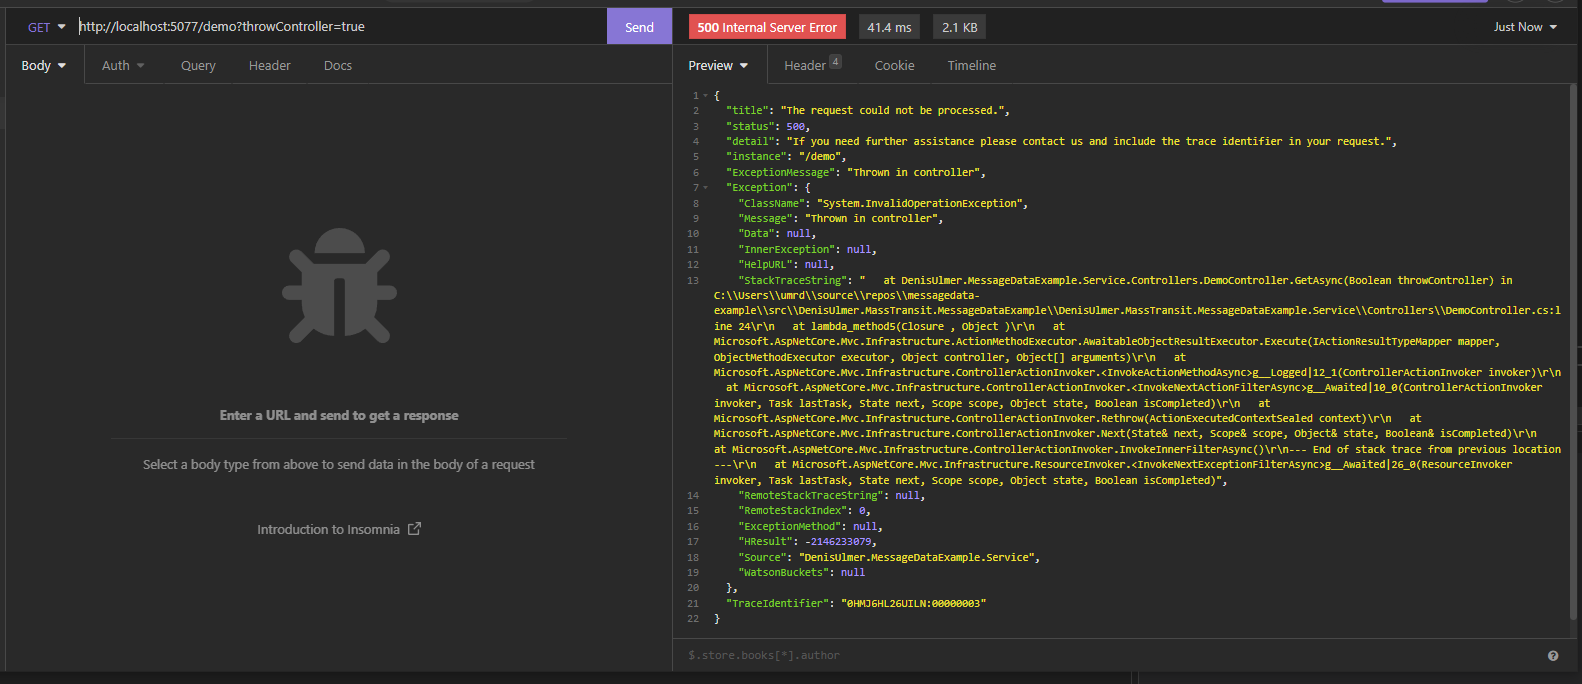 GET http://localhost:5077/demo?throwController=true Send 500 Internal Server Error 41.4 ms 2.1 KB Just Now
Body Auth Query Header Docs Preview Header 4 Cookie Timeline
Enter a URL and send to get a response
Select a body type from above to send data in the body of a request
Introduction to Insomnia
1 {
2 "title": "The request could not be processed.",
3 "status": 500,
4 "detail": "If you need further assistance please contact us and include the trace identifier in your request.",
5 "instance": "/demo",
6 "ExceptionMessage": "Thrown in controller",
7 "Exception": {
8 "ClassName": "System.InvalidOperationException",
9 "Message": "Thrown in controller",
10 "Data": null,
11 "InnerException": null,
12 "HelpURL": null,
13 "StackTraceString": "   at DenisUlmer.MessageDataExample.Service.Controllers.DemoController.GetAsync(Boolean throwController) in
C:\\Users\\umrd\\source\\repos\\messagedata-
example\\src\\DenisUlmer.MassTransit.MessageDataExample\\DenisUlmer.MassTransit.MessageDataExample.Service\\Controllers\\DemoController.cs:l
ine 24\r\n   at lambda_method5(Closure , Object )\r\n   at
Microsoft.AspNetCore.Mvc.Infrastructure.ActionMethodExecutor.AwaitableObjectResultExecutor.Execute(IActionResultTypeMapper mapper,
ObjectMethodExecutor executor, Object controller, Object[] arguments)\r\n   at
Microsoft.AspNetCore.Mvc.Infrastructure.ControllerActionInvoker.<InvokeActionMethodAsync>g__Logged|12_1(ControllerActionInvoker invoker)\r\n
at Microsoft.AspNetCore.Mvc.Infrastructure.ControllerActionInvoker.<InvokeNextActionFilterAsync>g__Awaited|10_0(ControllerActionInvoker
invoker, Task lastTask, State next, Scope scope, Object state, Boolean isCompleted)\r\n   at
Microsoft.AspNetCore.Mvc.Infrastructure.ControllerActionInvoker.Rethrow(ActionExecutedContextSealed context)\r\n   at
Microsoft.AspNetCore.Mvc.Infrastructure.ControllerActionInvoker.Next(State& next, Scope& scope, Object& state, Boolean& isCompleted)\r\n
at Microsoft.AspNetCore.Mvc.Infrastructure.ControllerActionInvoker.InvokeInnerFilterAsync()\r\n--- End of stack trace from previous location
---\r\n   at Microsoft.AspNetCore.Mvc.Infrastructure.ResourceInvoker.<InvokeNextExceptionFilterAsync>g__Awaited|26_0(ResourceInvoker
invoker, Task lastTask, State next, Scope scope, Object state, Boolean isCompleted)",
14 "RemoteStackTraceString": null,
15 "RemoteStackIndex": 0,
16 "ExceptionMethod": null,
17 "HResult": -2146233079,
18 "Source": "DenisUlmer.MessageDataExample.Service",
19 "WatsonBuckets": null
20 },
21 "TraceIdentifier": "0HMJ6HL26UILN:00000003"
22 }
$.store.books[*].author